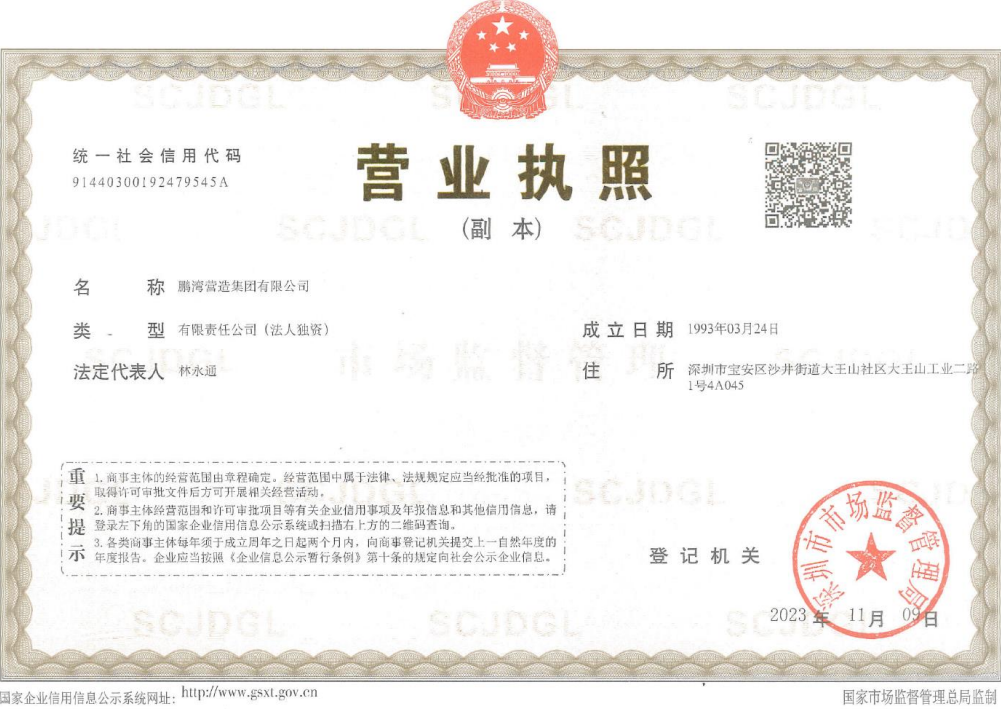 统一社会信用代码
91440300192479545A
营业执照
(副 本)
名 称 鹏湾营造集团有限公司
类 型 有限责任公司(法人独资)
法定代表人 林永通
成立日期 1993年03月24日
住 所 深圳市宝安区沙井街道大王山社区大王山工业二路
1号4A045
重要提示
1.商事主体的经营范围由章程确定。经营范围中属于法律、法规规定应当经批准的项目,
取得许可审批文件后方可开展相关经营活动。
2.商事主体经营范围和许可审批项目等有关企业信用事项及年报信息和其他信用信息,请
登录左下角的国家企业信用信息公示系统或扫描右上方的二维码查询。
3.各类商事主体每年须于成立周年之日起两个月内,向商事登记机关提交上一自然年度的
年度报告。企业应当按照《企业信息公示暂行条例》第十条的规定向社会公示企业信息。
登记机关
深圳市市场监督管理局
2023年11月09日
国家企业信用信息公示系统网址:http://www.gsxt.gov.cn
国家市场监督管理总局监制
SCJDGL
市场监督管理